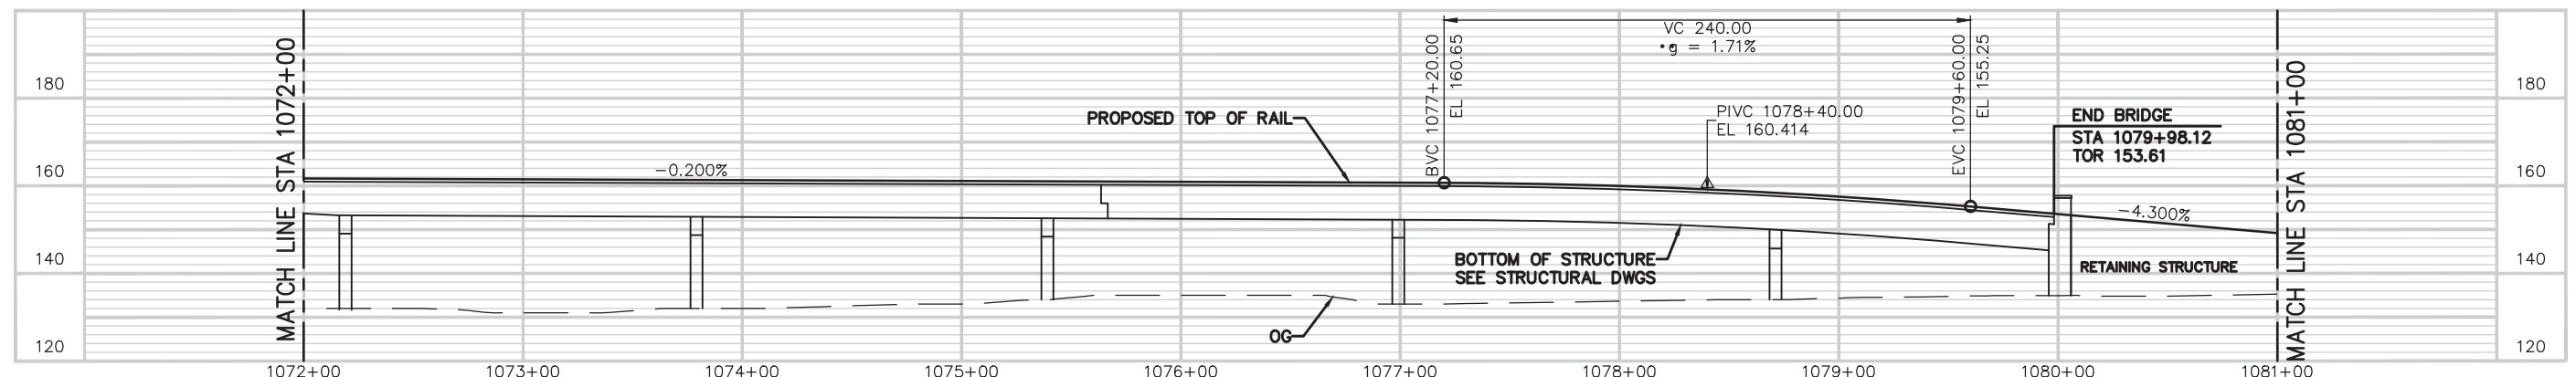 VC 240.00
•g = 1.71%
BVC 1077+20.00
EL 160.65
EVC 1079+60.00
EL 155.25
180
180
MATCH LINE STA 1072+00
MATCH LINE STA 1081+00
PROPOSED TOP OF RAIL
PIVC 1078+40.00
EL 160.414
END BRIDGE
STA 1079+98.12
TOR 153.61
160
-0.200%
160
-4.300%
140
BOTTOM OF STRUCTURE
SEE STRUCTURAL DWGS
RETAINING STRUCTURE
140
OG
120
120
1072+00
1073+00
1074+00
1075+00
1076+00
1077+00
1078+00
1079+00
1080+00
1081+00